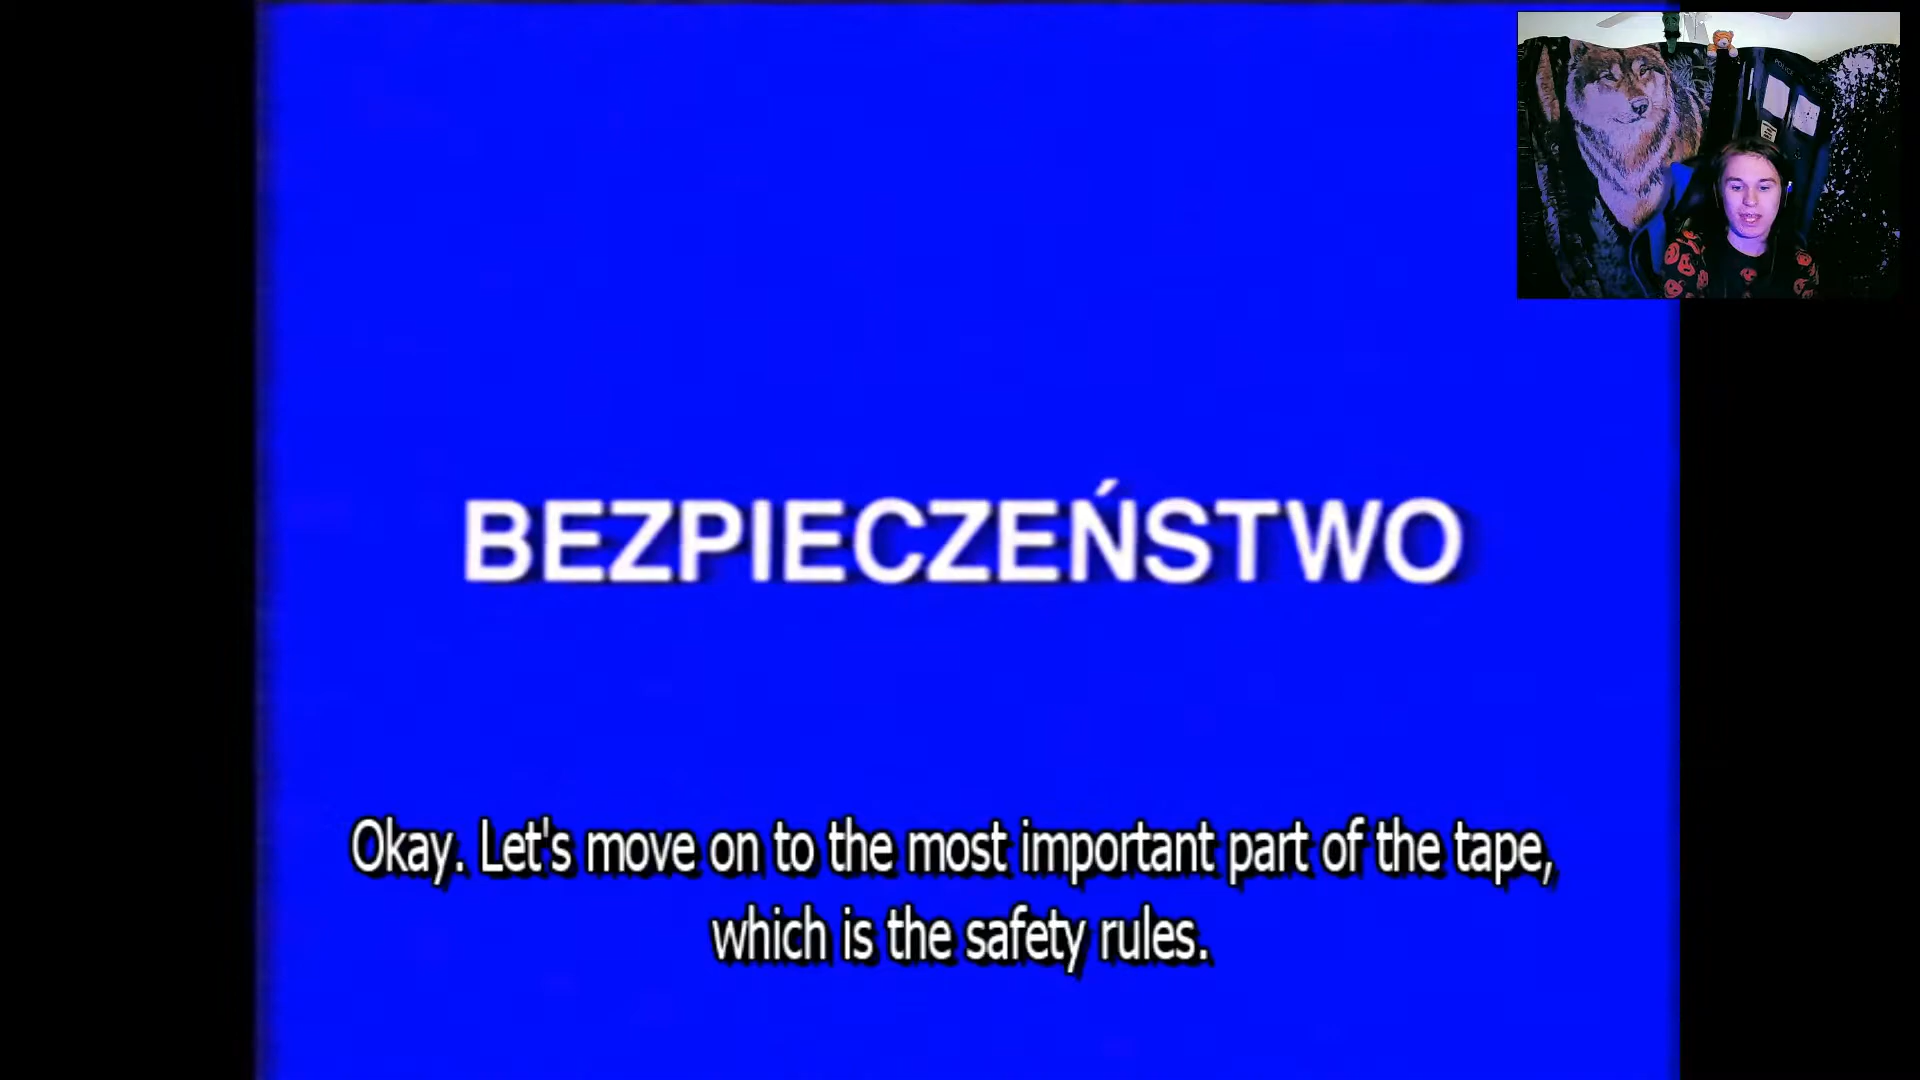 BEZPIECZEŃSTWO
Okay. Let's move on to the most important part of the tape,
which is the safety rules.